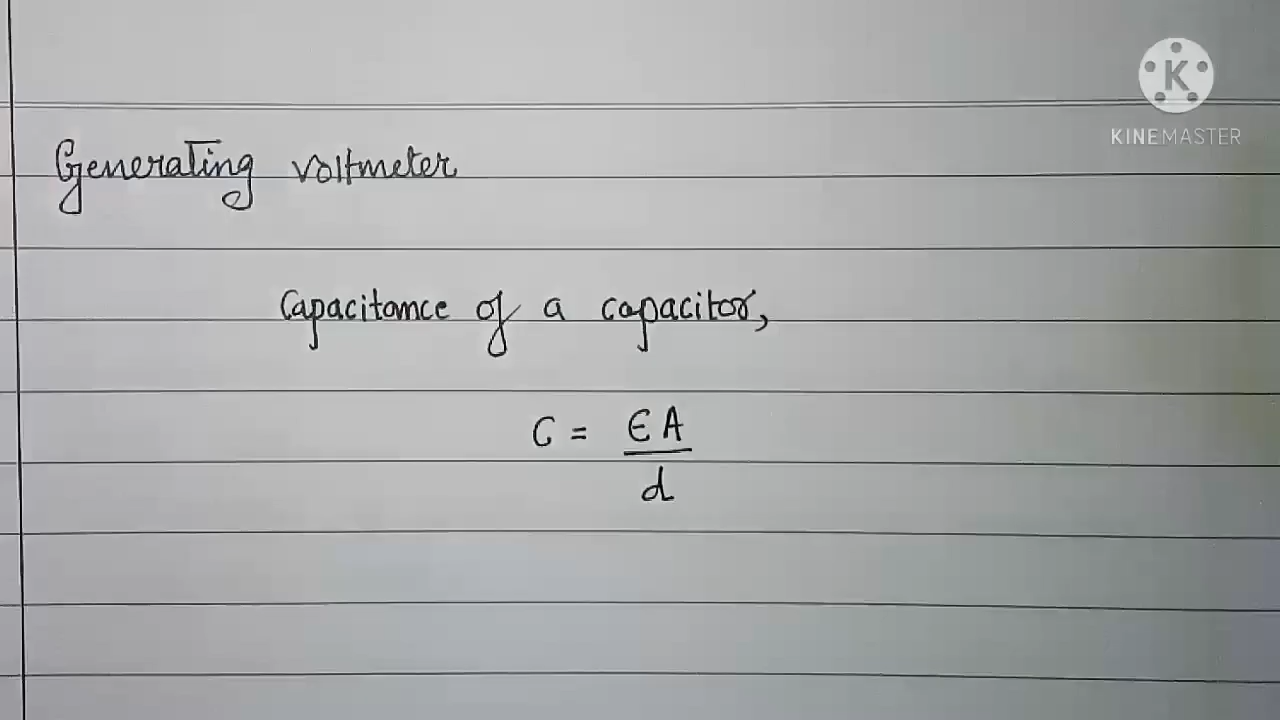 K
KINEMASTER
Generating voltmeter
Capacitance of a capacitor,
C = ЄA
d